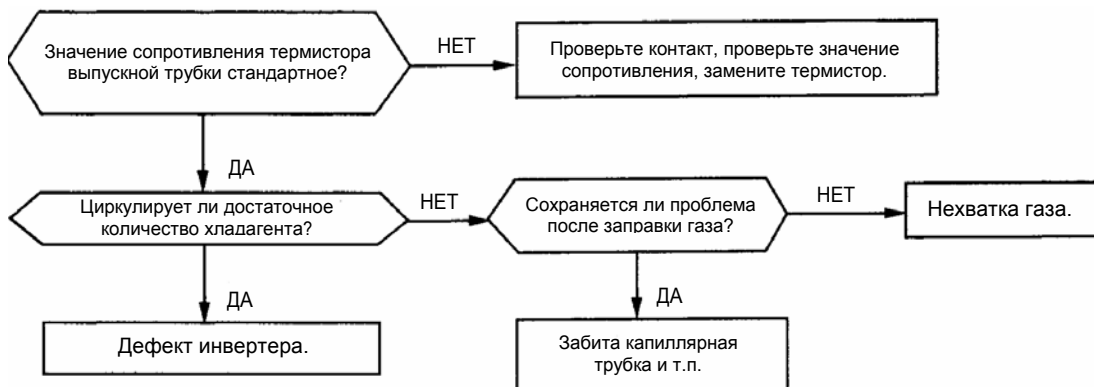 Значение сопротивления термистора
выпускной трубки стандартное?
НЕТ
Проверьте контакт, проверьте значение
сопротивления, замените термистор.
ДА
Циркулирует ли достаточное
количество хладагента?
НЕТ
Сохраняется ли проблема
после заправки газа?
НЕТ
Нехватка газа.
ДА
Дефект инвертера.
ДА
Забита капиллярная
трубка и т.п.